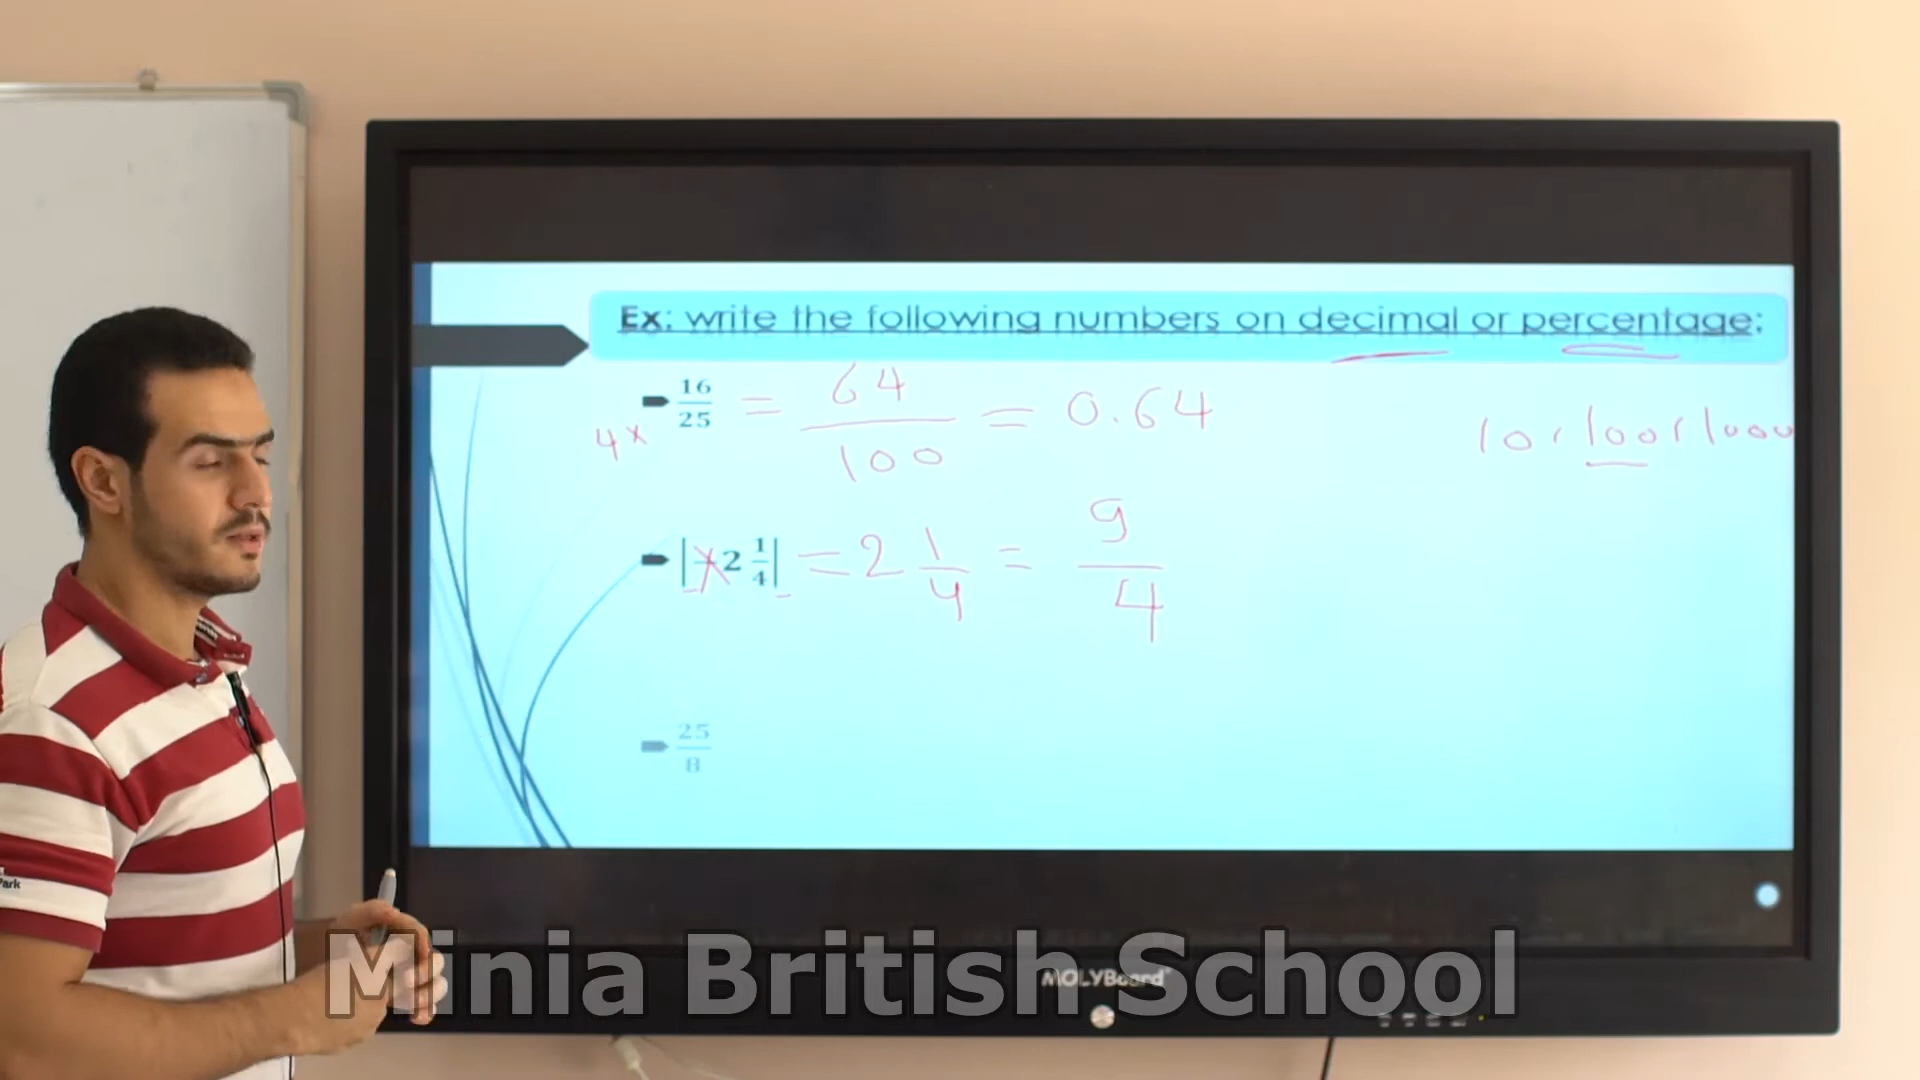 Ex: write the following numbers on decimal or percentage:
16/25 = 64/100 = 0.64
4x
10, 100, 1000
|-2 1/4| = 2 1/4 = 9/4
25/8
Park
MOLYBoard
Minia British School